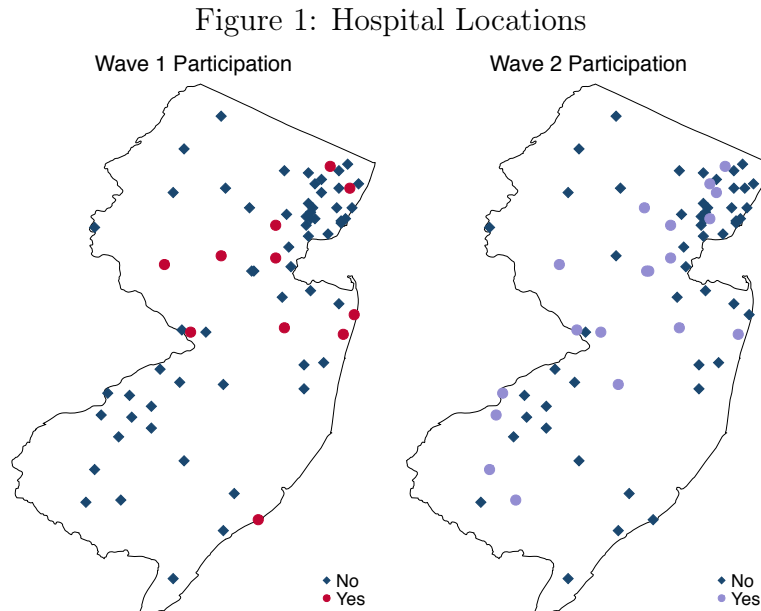 Figure 1: Hospital Locations
Wave 1 Participation
Wave 2 Participation
No
Yes
No
Yes